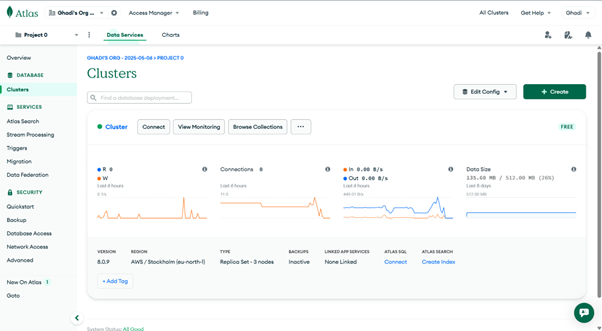 Atlas
Ghadi's Org ...
Access Manager
Billing
All Clusters
Get Help
Ghadi
Project 0
Data Services
Charts
Overview
DATABASE
Clusters
SERVICES
Atlas Search
Stream Processing
Triggers
Migration
Data Federation
SECURITY
Quickstart
Backup
Database Access
Network Access
Advanced
New On Atlas 1
Goto
GHADI'S ORG - 2025-05-06 > PROJECT 0
Clusters
Find a database deployment...
Edit Config
+ Create
Cluster
Connect
View Monitoring
Browse Collections
...
FREE
R 0
W
Last 6 hours
Connections 0
Last 6 hours
In 0.00 B/s
Out 0.00 B/s
Last 6 hours
Data Size
135.60 MB / 512.00 MB (26%)
512.00 MB
VERSION
8.0.9
REGION
AWS / Stockholm (eu-north-1)
TYPE
Replica Set - 3 nodes
BACKUPS
Inactive
LINKED APP SERVICES
None Linked
ATLAS SQL
Connect
ATLAS SEARCH
Create Index
+ Add Tag
System Status: All Good